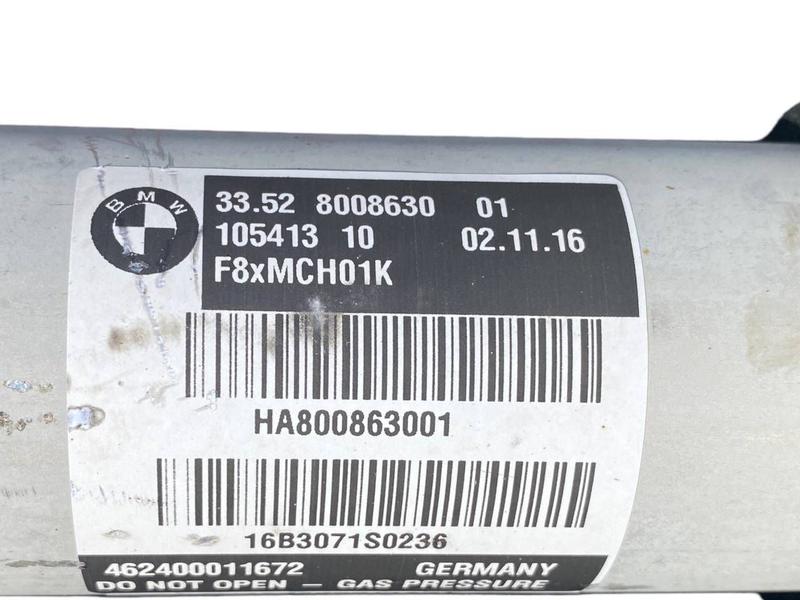 BMW
33.52 8008630 01
105413 10 02.11.16
F8xMCH01K
HA800863001
16B3071S0236
462400011672 GERMANY
DO NOT OPEN – GAS PRESSURE